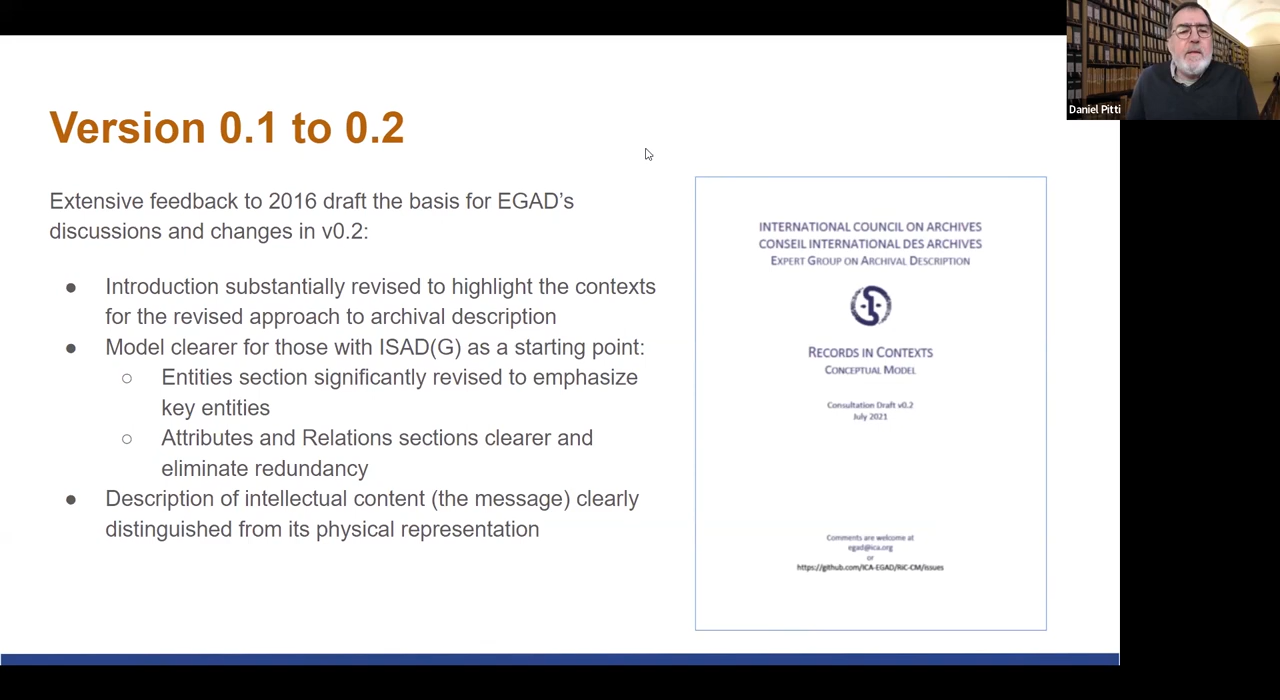 Daniel Pitti
Version 0.1 to 0.2
Extensive feedback to 2016 draft the basis for EGAD's
discussions and changes in v0.2:
● Introduction substantially revised to highlight the contexts
for the revised approach to archival description
● Model clearer for those with ISAD(G) as a starting point:
○ Entities section significantly revised to emphasize
key entities
○ Attributes and Relations sections clearer and
eliminate redundancy
● Description of intellectual content (the message) clearly
distinguished from its physical representation
INTERNATIONAL COUNCIL ON ARCHIVES
CONSEIL INTERNATIONAL DES ARCHIVES
EXPERT GROUP ON ARCHIVAL DESCRIPTION
RECORDS IN CONTEXTS
CONCEPTUAL MODEL
Consultation Draft v0.2
July 2021
Comments are welcome at
egad@ica.org
or
https://github.com/ICA-EGAD/RiC-CM/issues